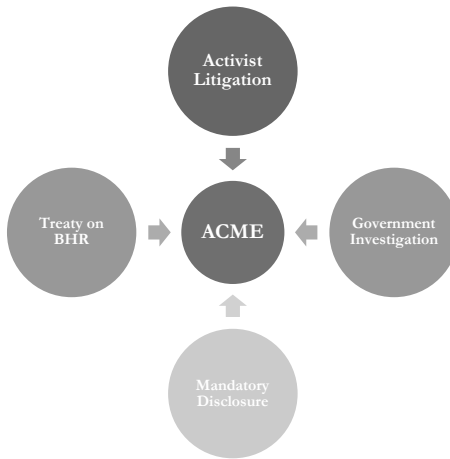 Activist
Litigation
Treaty on
BHR
ACME
Government
Investigation
Mandatory
Disclosure